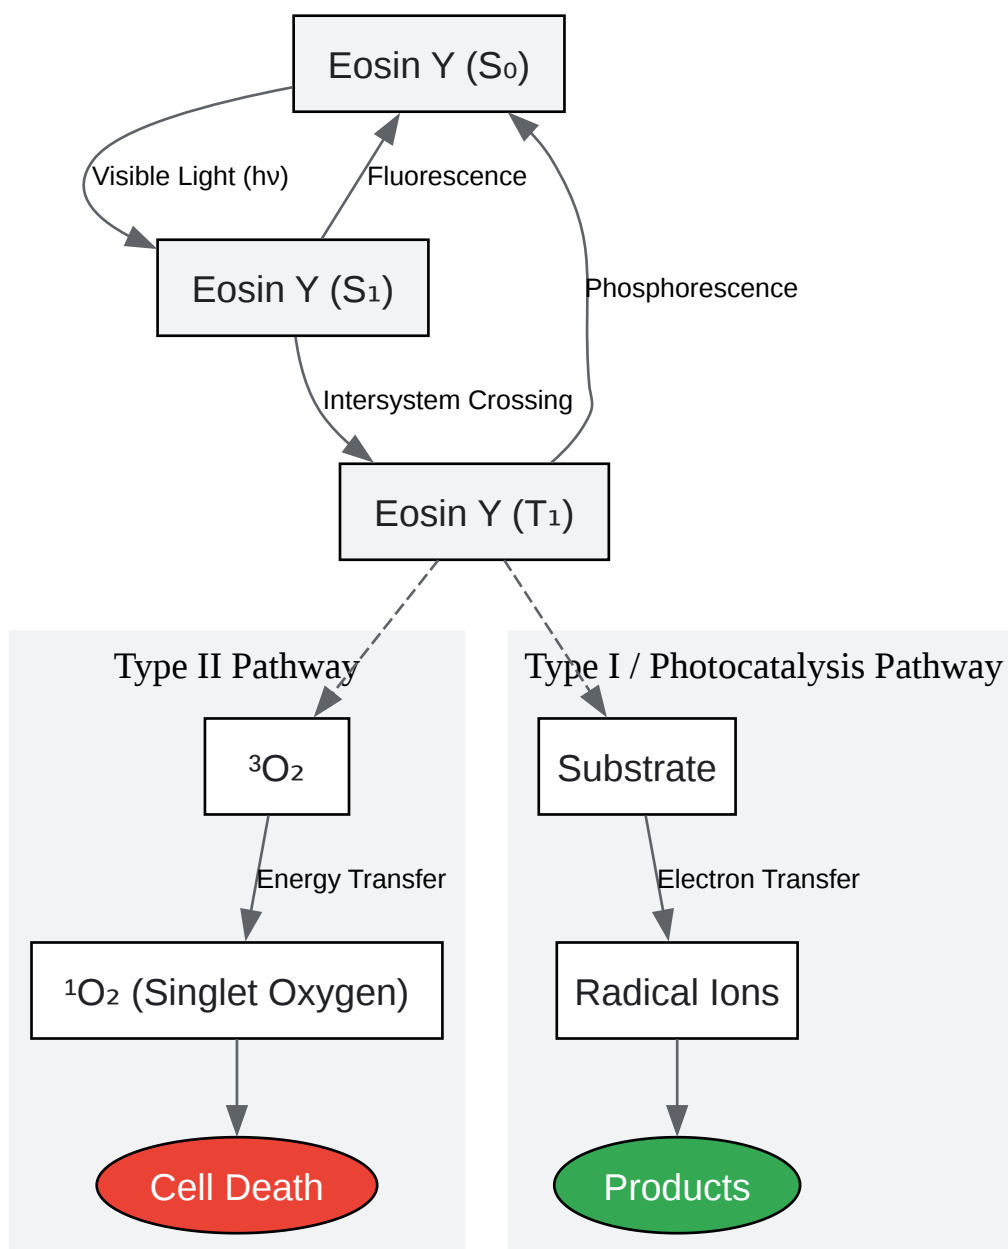 Eosin Y (S₀)
Visible Light (hν)
Fluorescence
Eosin Y (S₁)
Phosphorescence
Intersystem Crossing
Eosin Y (T₁)
Type II Pathway
Type I / Photocatalysis Pathway
³O₂
Substrate
Energy Transfer
Electron Transfer
¹O₂ (Singlet Oxygen)
Radical Ions
Cell Death
Products